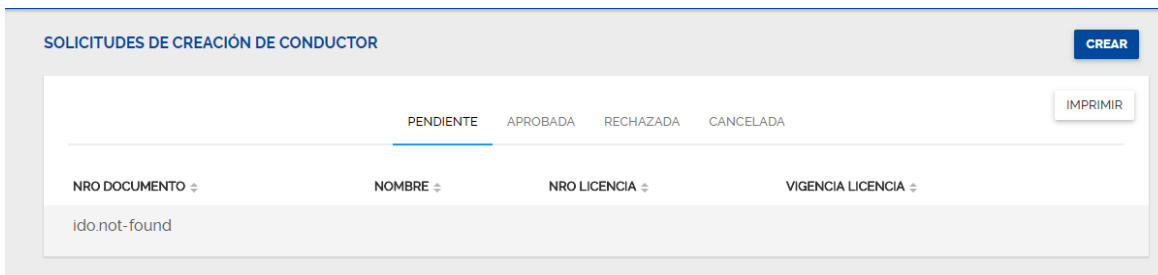 SOLICITUDES DE CREACIÓN DE CONDUCTOR
CREAR
IMPRIMIR
PENDIENTE APROBADA RECHAZADA CANCELADA
NRO DOCUMENTO NOMBRE NRO LICENCIA VIGENCIA LICENCIA
ido.not-found